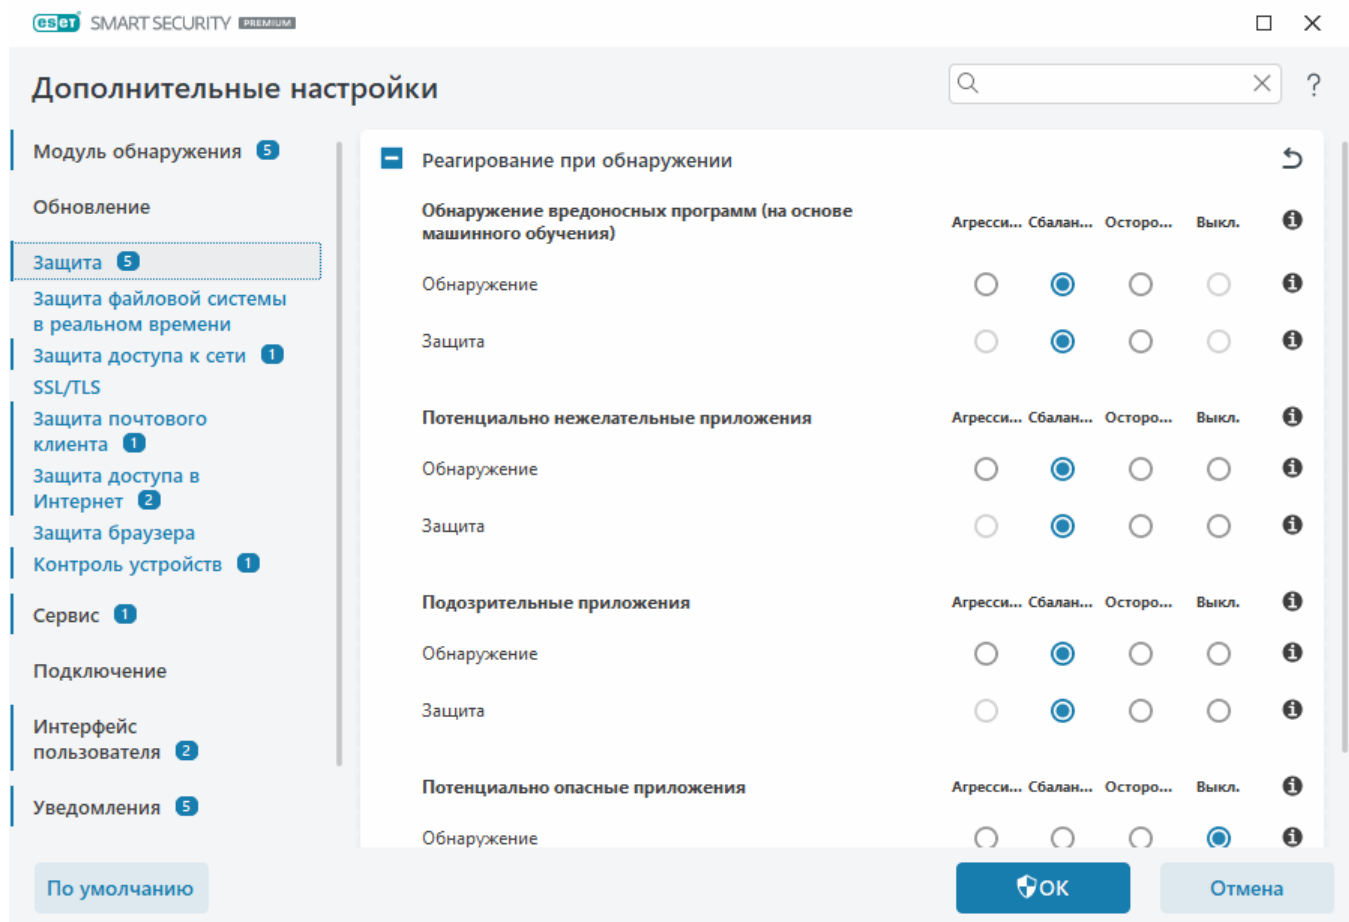 eset SMART SECURITY PREMIUM
Дополнительные настройки
?
Модуль обнаружения 5
Обновление
Защита 5
Защита файловой системы
в реальном времени
Защита доступа к сети 1
SSL/TLS
Защита почтового
клиента 1
Защита доступа в
Интернет 2
Защита браузера
Контроль устройств 1
Сервис 1
Подключение
Интерфейс
пользователя 2
Уведомления 5
Реагирование при обнаружении
Обнаружение вредоносных программ (на основе
машинного обучения)
Агресси... Сбалан... Осторо... Выкл.
Обнаружение
Защита
Потенциально нежелательные приложения Агресси... Сбалан... Осторо... Выкл.
Обнаружение
Защита
Подозрительные приложения Агресси... Сбалан... Осторо... Выкл.
Обнаружение
Защита
Потенциально опасные приложения Агресси... Сбалан... Осторо... Выкл.
Обнаружение
По умолчанию
ОК
Отмена